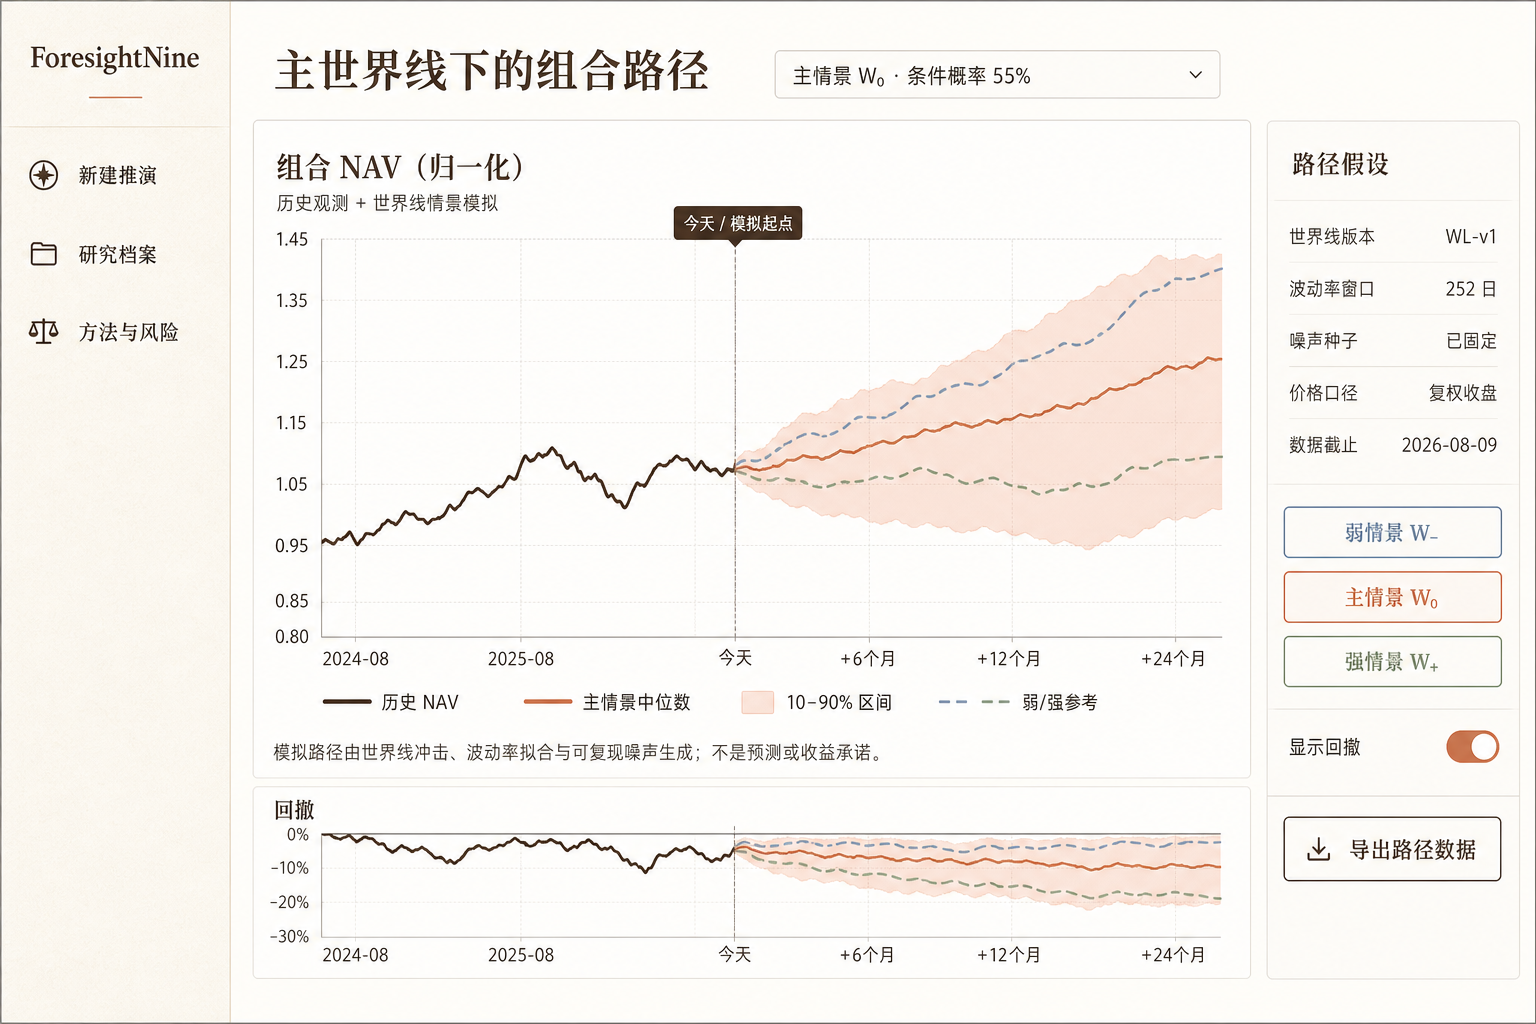 ForesightNine
新建推演
研究档案
方法与风险
主世界线下的组合路径
主情景 W₀ · 条件概率 55%
组合 NAV（归一化）
历史观测 + 世界线情景模拟
今天 / 模拟起点
1.45
1.35
1.25
1.15
1.05
0.95
0.85
0.80
2024-08 2025-08 今天 +6个月 +12个月 +24个月
历史 NAV 主情景中位数 10–90% 区间 弱/强参考
模拟路径由世界线冲击、波动率拟合与可复现噪声生成；不是预测或收益承诺。
回撤
0%
-10%
-20%
-30%
2024-08 2025-08 今天 +6个月 +12个月 +24个月
路径假设
世界线版本 WL-v1
波动率窗口 252 日
噪声种子 已固定
价格口径 复权收盘
数据截止 2026-08-09
弱情景 W₋
主情景 W₀
强情景 W₊
显示回撤
导出路径数据